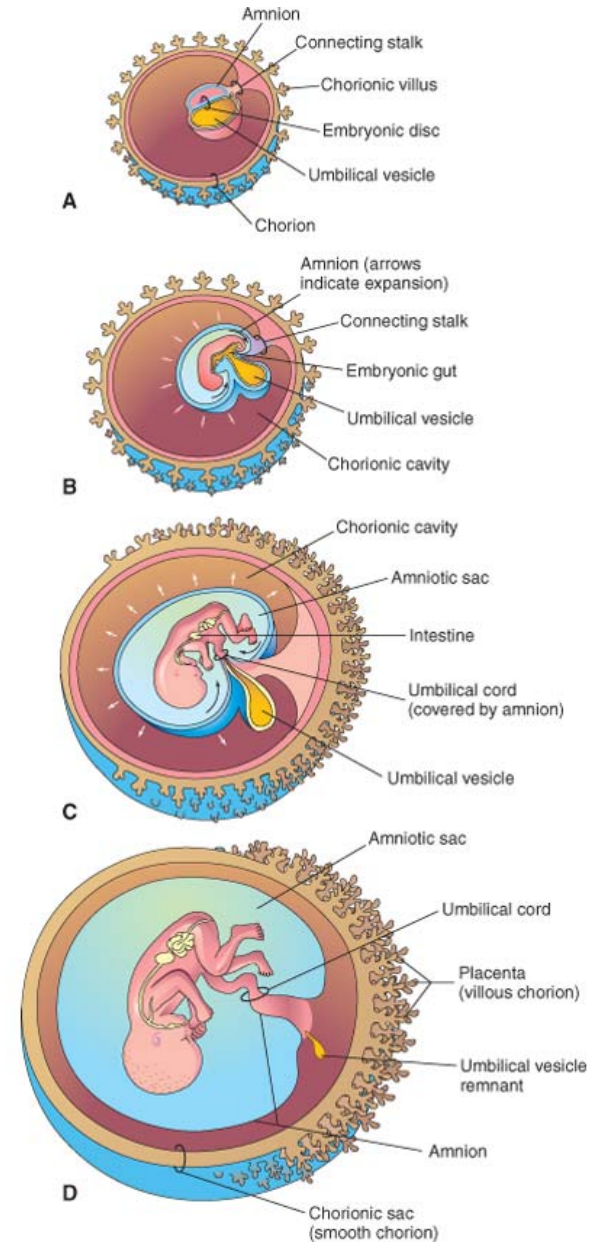 Amnion
Connecting stalk
Chorionic villus
Embryonic disc
Umbilical vesicle
A
Chorion
Amnion (arrows
indicate expansion)
Connecting stalk
Embryonic gut
Umbilical vesicle
Chorionic cavity
B
Chorionic cavity
Amniotic sac
Intestine
Umbilical cord
(covered by amnion)
Umbilical vesicle
C
Amniotic sac
Umbilical cord
Placenta
(villous chorion)
Umbilical vesicle
remnant
Amnion
D
Chorionic sac
(smooth chorion)